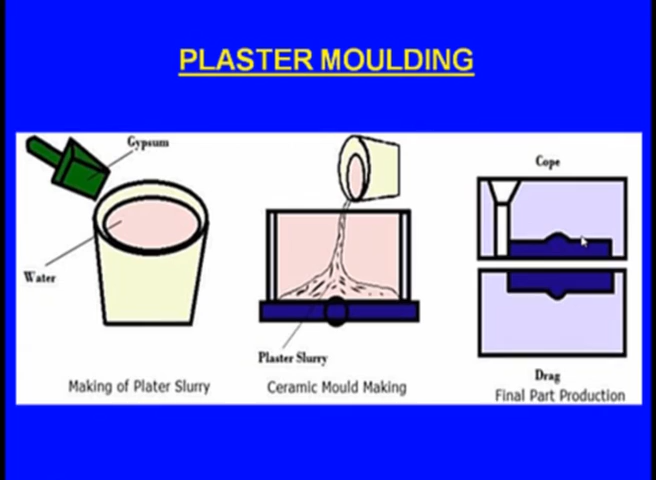 PLASTER MOULDING
Gypsum
Water
Making of Plater Slurry
Plaster Slurry
Ceramic Mould Making
Cope
Drag
Final Part Production